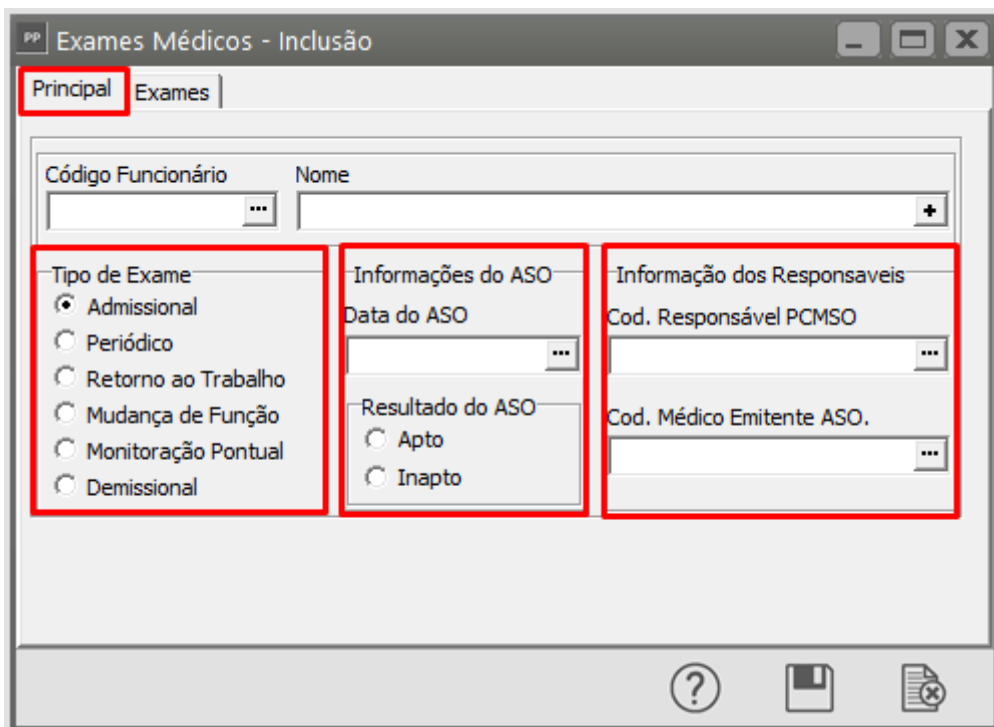 PP Exames Médicos - Inclusão
Principal Exames
Código Funcionário Nome
... +
Tipo de Exame
Admissional
Periódico
Retorno ao Trabalho
Mudança de Função
Monitoração Pontual
Demissional
Informações do ASO
Data do ASO
...
Resultado do ASO
Apto
Inapto
Informação dos Responsaveis
Cod. Responsável PCMSO
...
Cod. Médico Emitente ASO.
...
?